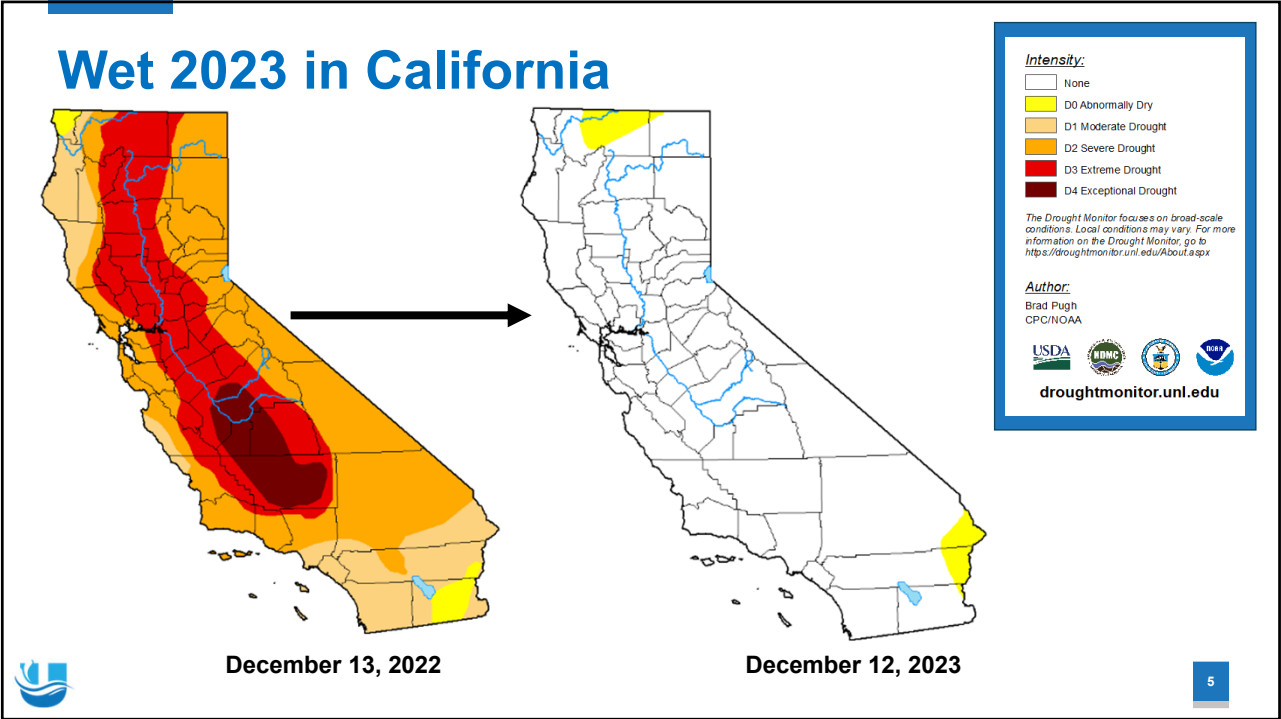 Wet 2023 in California
Intensity:
None
D0 Abnormally Dry
D1 Moderate Drought
D2 Severe Drought
D3 Extreme Drought
D4 Exceptional Drought
The Drought Monitor focuses on broad-scale
conditions. Local conditions may vary. For more
information on the Drought Monitor, go to
https://droughtmonitor.unl.edu/About.aspx
Author:
Brad Pugh
CPC/NOAA
USDA
NDMC
noaa
droughtmonitor.unl.edu
December 13, 2022
December 12, 2023
5